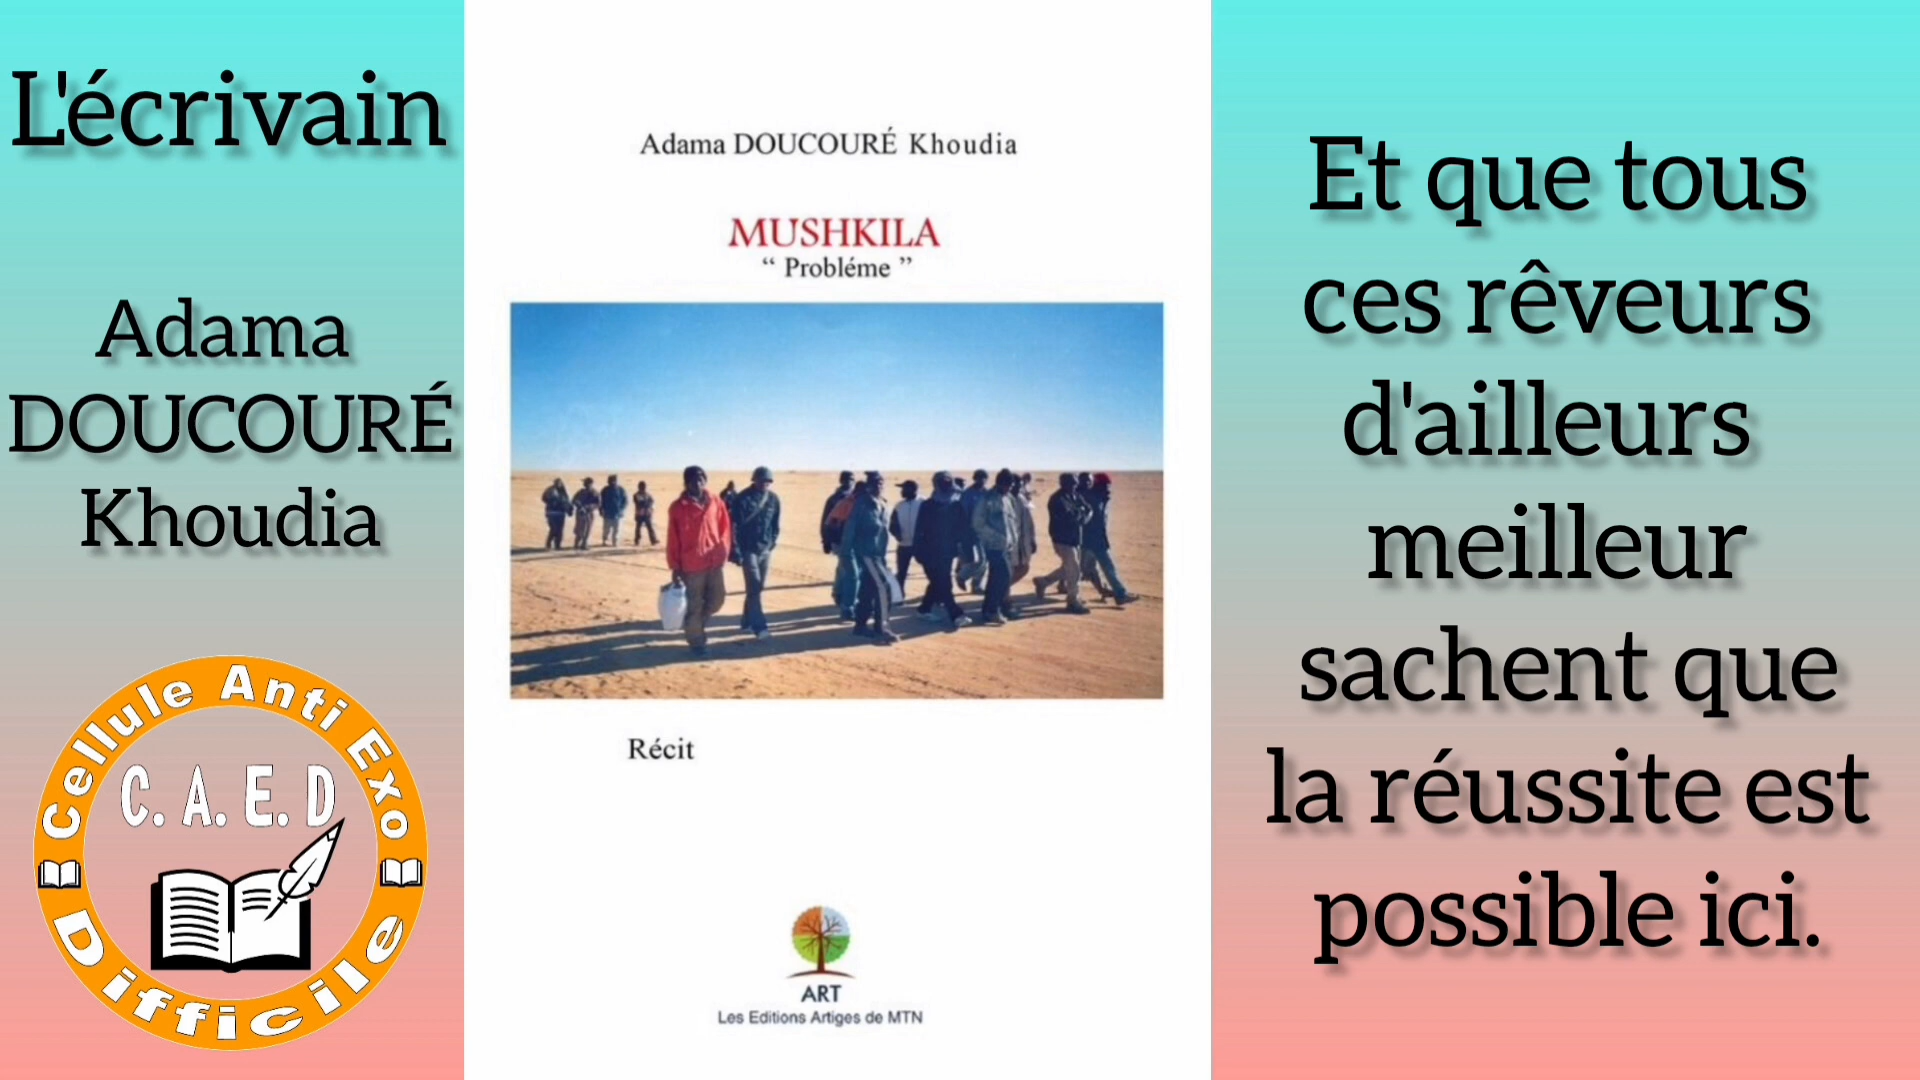 L'écrivain
Adama
DOUCOURÉ
Khoudia
Cellule Anti Exo
C. A. E. D
Difficile
Adama DOUCOURÉ Khoudia
MUSHKILA
“ Probléme ”
Récit
ART
Les Editions Artiges de MTN
Et que tous
ces rêveurs
d'ailleurs
meilleur
sachent que
la réussite est
possible ici.